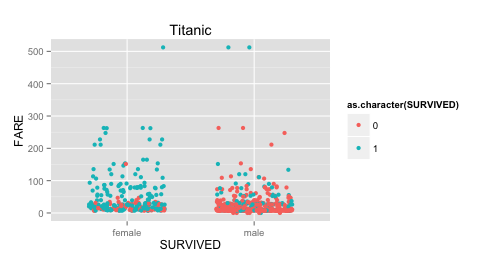 Titanic
FARE
500
400
300
200
100
0
female
male
SURVIVED
as.character(SURVIVED)
0
1